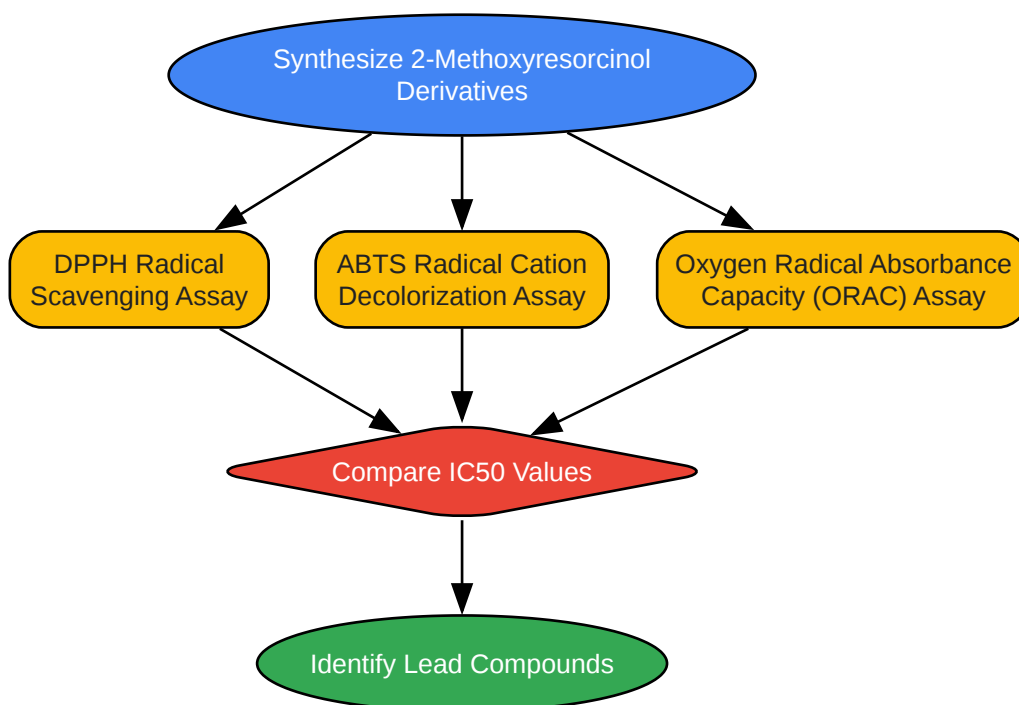 Synthesize 2-Methoxyresorcinol
Derivatives
DPPH Radical
Scavenging Assay
ABTS Radical Cation
Decolorization Assay
Oxygen Radical Absorbance
Capacity (ORAC) Assay
Compare IC50 Values
Identify Lead Compounds